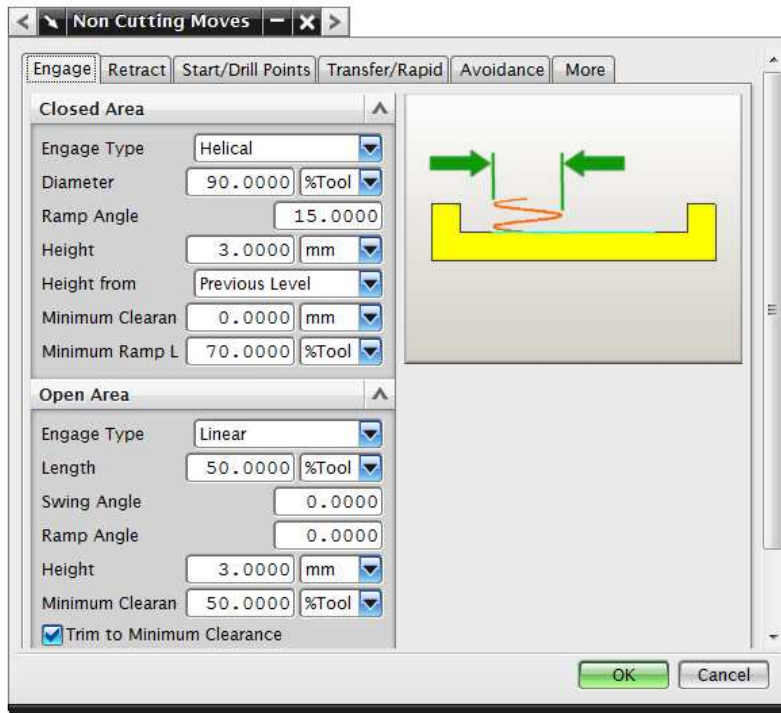 Non Cutting Moves
Engage Retract Start/Drill Points Transfer/Rapid Avoidance More
Closed Area
Engage Type Helical
Diameter 90.0000 %Tool
Ramp Angle 15.0000
Height 3.0000 mm
Height from Previous Level
Minimum Clearan 0.0000 mm
Minimum Ramp L 70.0000 %Tool
Open Area
Engage Type Linear
Length 50.0000 %Tool
Swing Angle 0.0000
Ramp Angle 0.0000
Height 3.0000 mm
Minimum Clearan 50.0000 %Tool
Trim to Minimum Clearance
OK Cancel